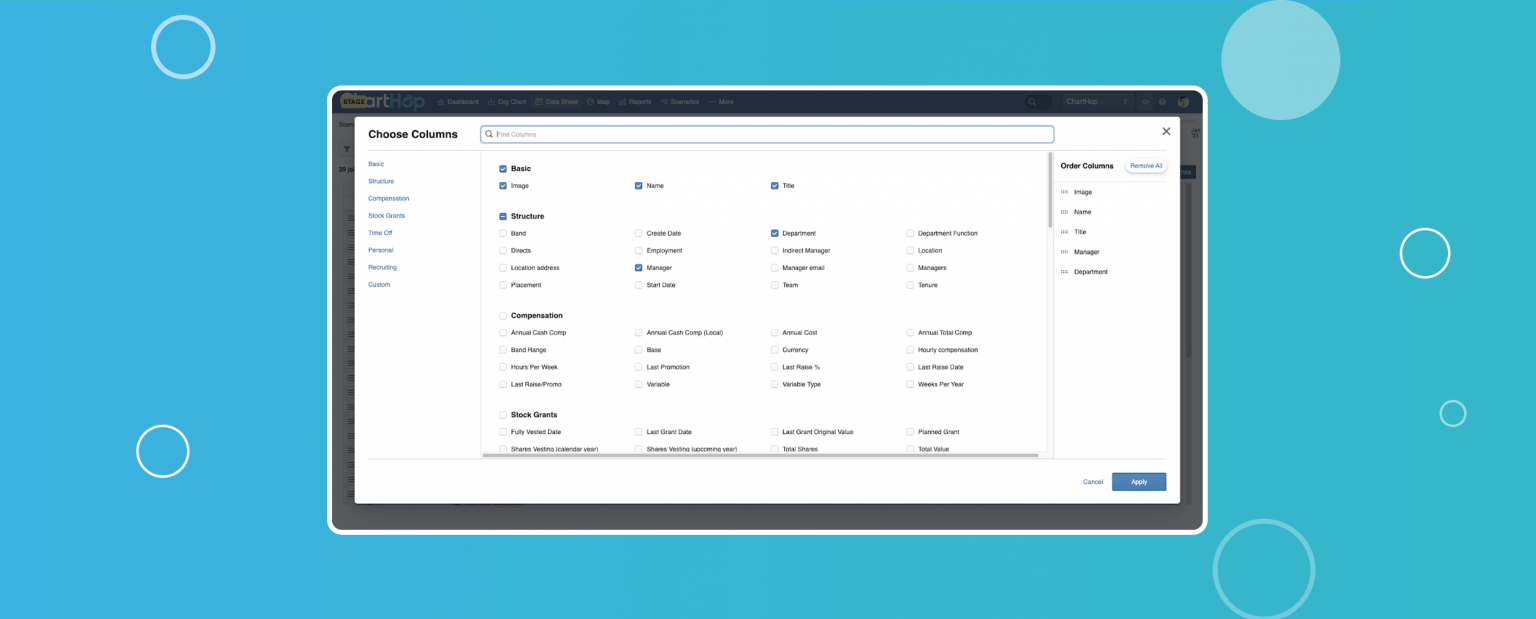 STAGE artHop Dashboard Org Chart Data Sheet Map Reports Scenarios More ChartHop
Choose Columns
Find Columns
Basic
Structure
Compensation
Stock Grants
Time Off
Personal
Recruiting
Custom
Basic
Image Name Title
Structure
Band Create Date Department Department Function
Directs Employment Indirect Manager Location
Location address Manager Manager email Managers
Placement Start Date Team Tenure
Compensation
Annual Cash Comp Annual Cash Comp (Local) Annual Cost Annual Total Comp
Band Range Base Currency Hourly compensation
Hours Per Week Last Promotion Last Raise % Last Raise Date
Last Raise/Promo Variable Variable Type Weeks Per Year
Stock Grants
Fully Vested Date Last Grant Date Last Grant Original Value Planned Grant
Shares Vesting (calendar year) Shares Vesting (upcoming year) Total Shares Total Value
Order Columns Remove All
Image
Name
Title
Manager
Department
Cancel Apply